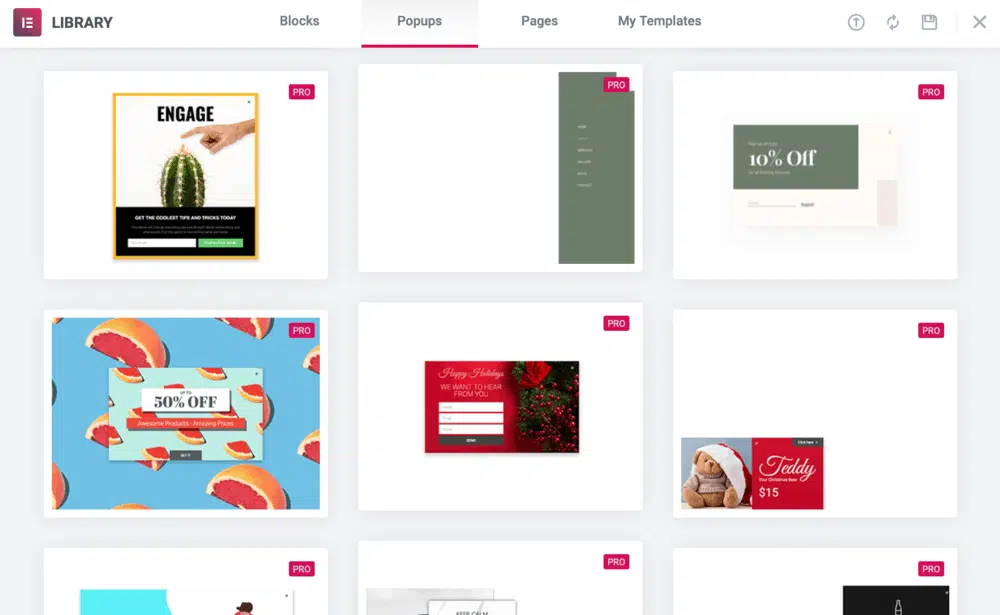 LIBRARY
Blocks
Popups
Pages
My Templates
PRO
ENGAGE
GET THE COOLEST TIPS AND TRICKS TODAY
PRO
PRO
10% Off
Submit
PRO
UP TO
50% OFF
Awesome Products - Amazing Prices
GOT IT
PRO
Happy Holidays
WE WANT TO HEAR
FROM YOU
SEND
PRO
Click here
Teddy
Your Christmas Bear
$15
PRO
PRO
KEEP CALM
PRO